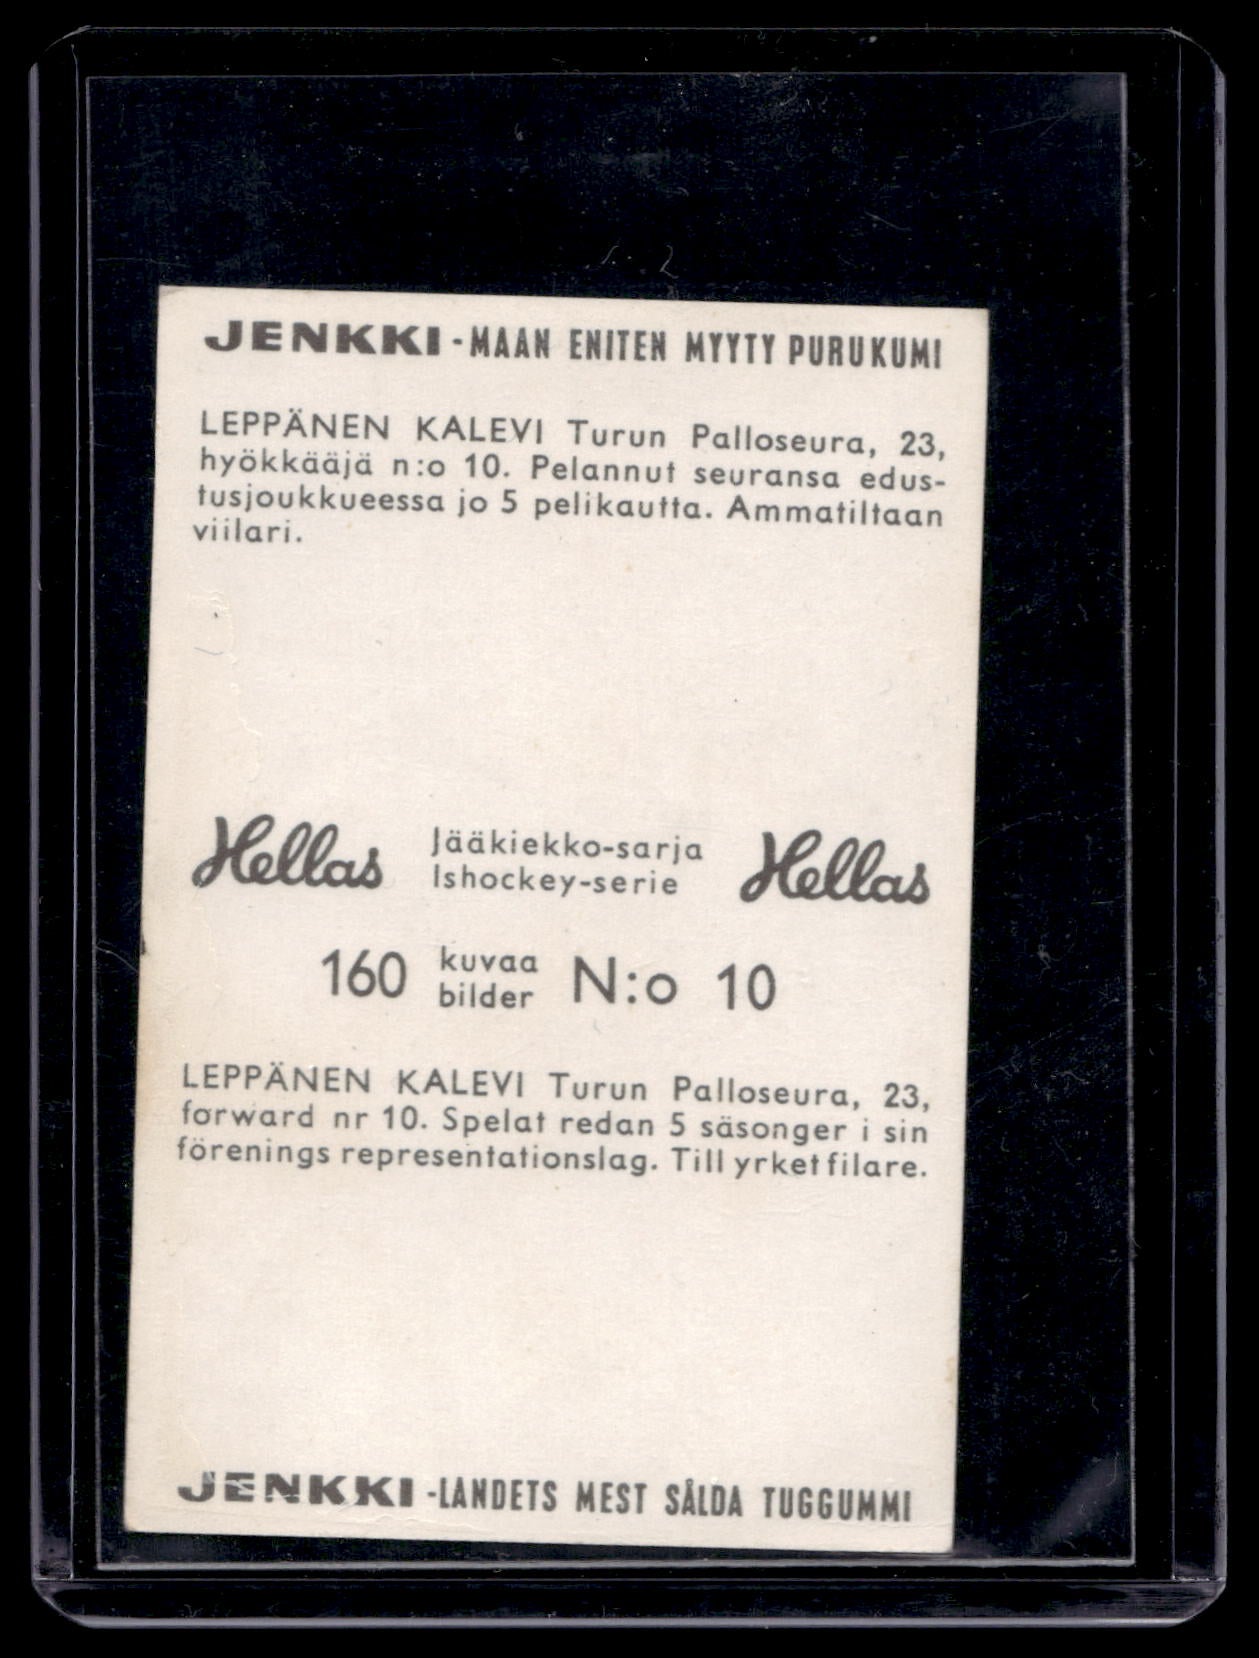 JENKKI - MAAN ENITEN MYYTY PURUKUMI
LEPPÄNEN KALEVI Turun Palloseura, 23,
hyökkääjä n:o 10. Pelannut seuransa edus-
tusjoukkueessa jo 5 pelikautta. Ammatiltaan
viilari.
Hellas Jääkiekko-sarja Hellas
Ishockey-serie
160 kuvaa N:o 10
bilder
LEPPÄNEN KALEVI Turun Palloseura, 23,
forward nr 10. Spelat redan 5 säsonger i sin
förenings representationslag. Till yrket filare.
JENKKI - LANDETS MEST SÅLDA TUGGUMMI